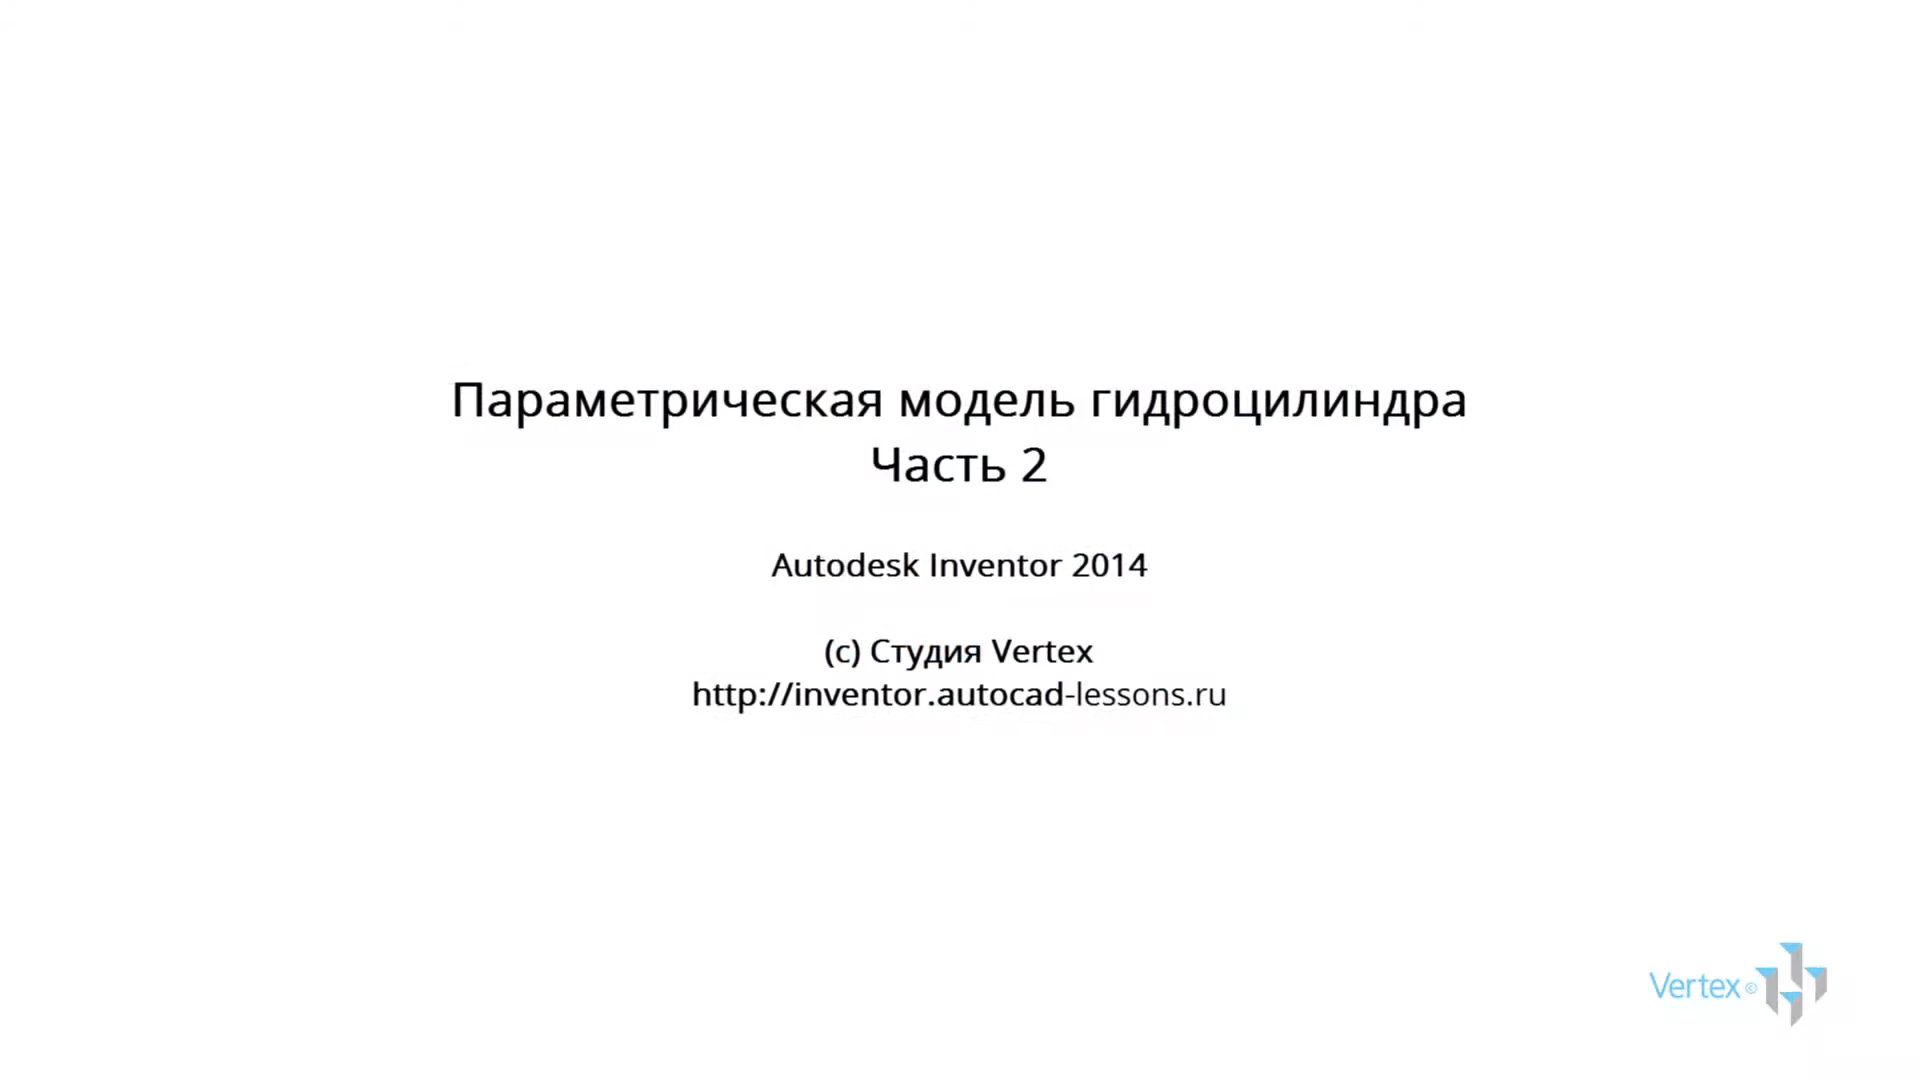 Параметрическая модель гидроцилиндра
Часть 2
Autodesk Inventor 2014
(с) Студия Vertex
http://inventor.autocad-lessons.ru
Vertex ©